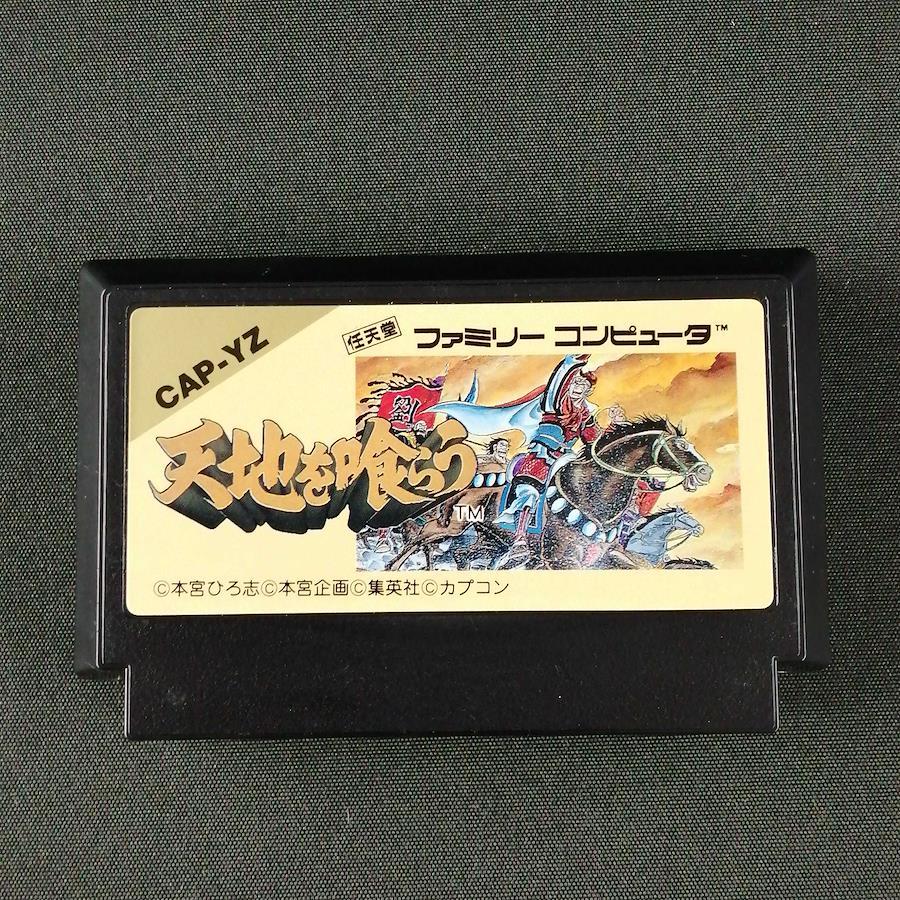 CAP-YZ
任天堂 ファミリー コンピュータ™
劉
天地を喰らう
TM
©本宮ひろ志©本宮企画©集英社©カプコン